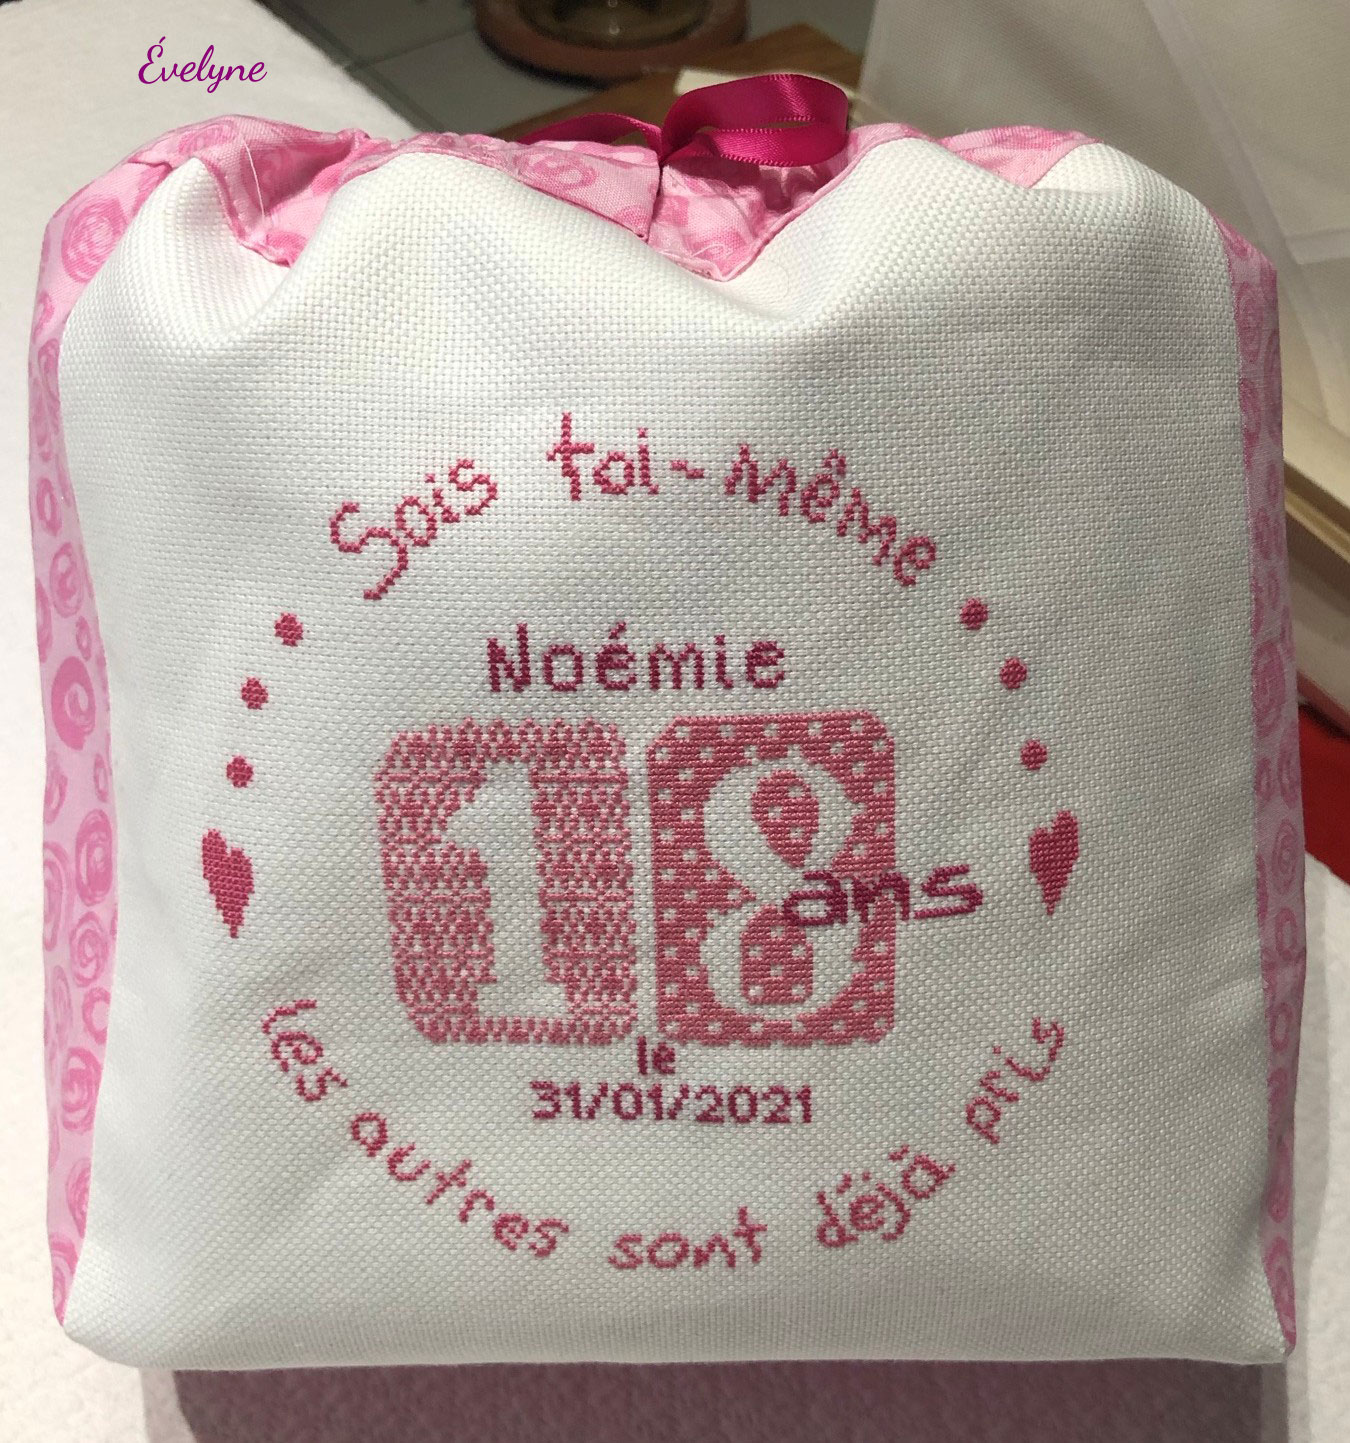 Évelyne
Sois toi-même
Noémie
18
ans
le
31/01/2021
les autres sont déjà pris